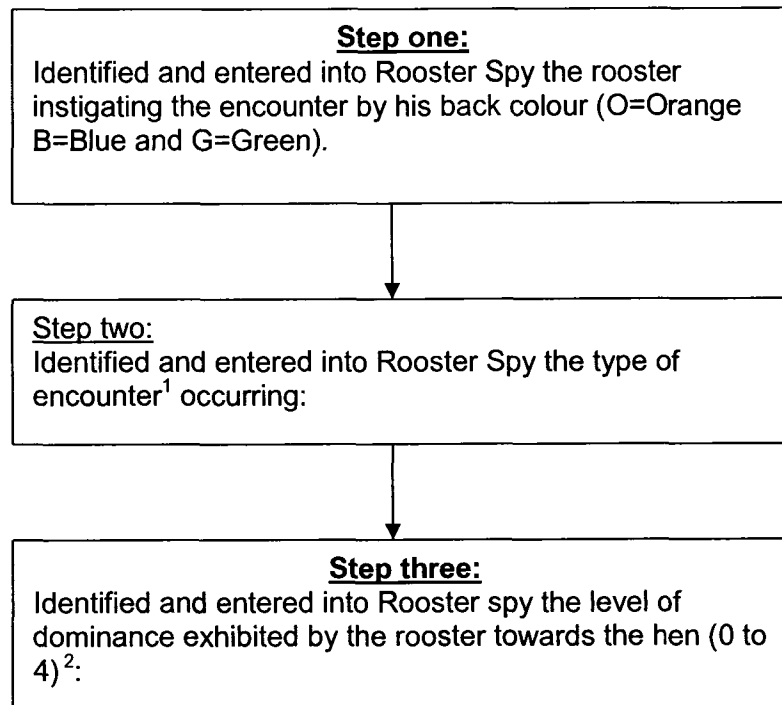 Step one:
Identified and entered into Rooster Spy the rooster
instigating the encounter by his back colour (O=Orange
B=Blue and G=Green).
Step two:
Identified and entered into Rooster Spy the type of
encounter¹ occurring:
Step three:
Identified and entered into Rooster spy the level of
dominance exhibited by the rooster towards the hen (0 to
4)²: